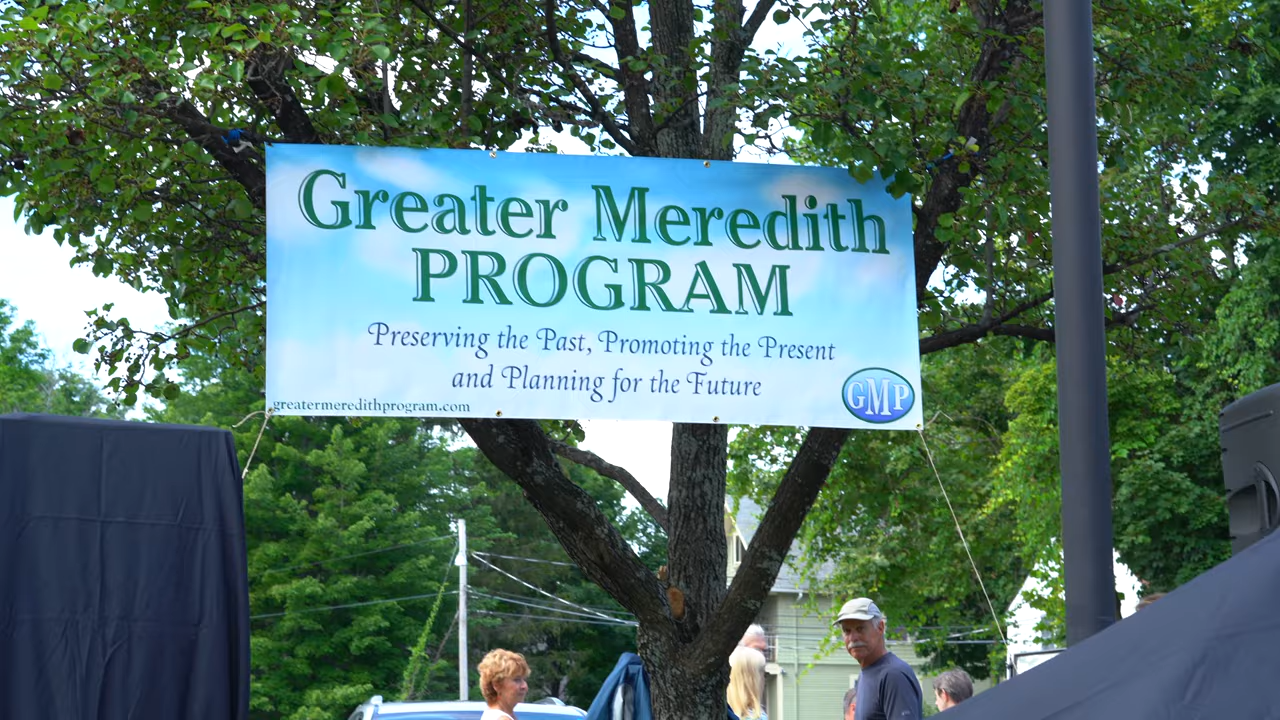 Greater Meredith
PROGRAM
Preserving the Past, Promoting the Present
and Planning for the Future
greatermeredithprogram.com
GMP